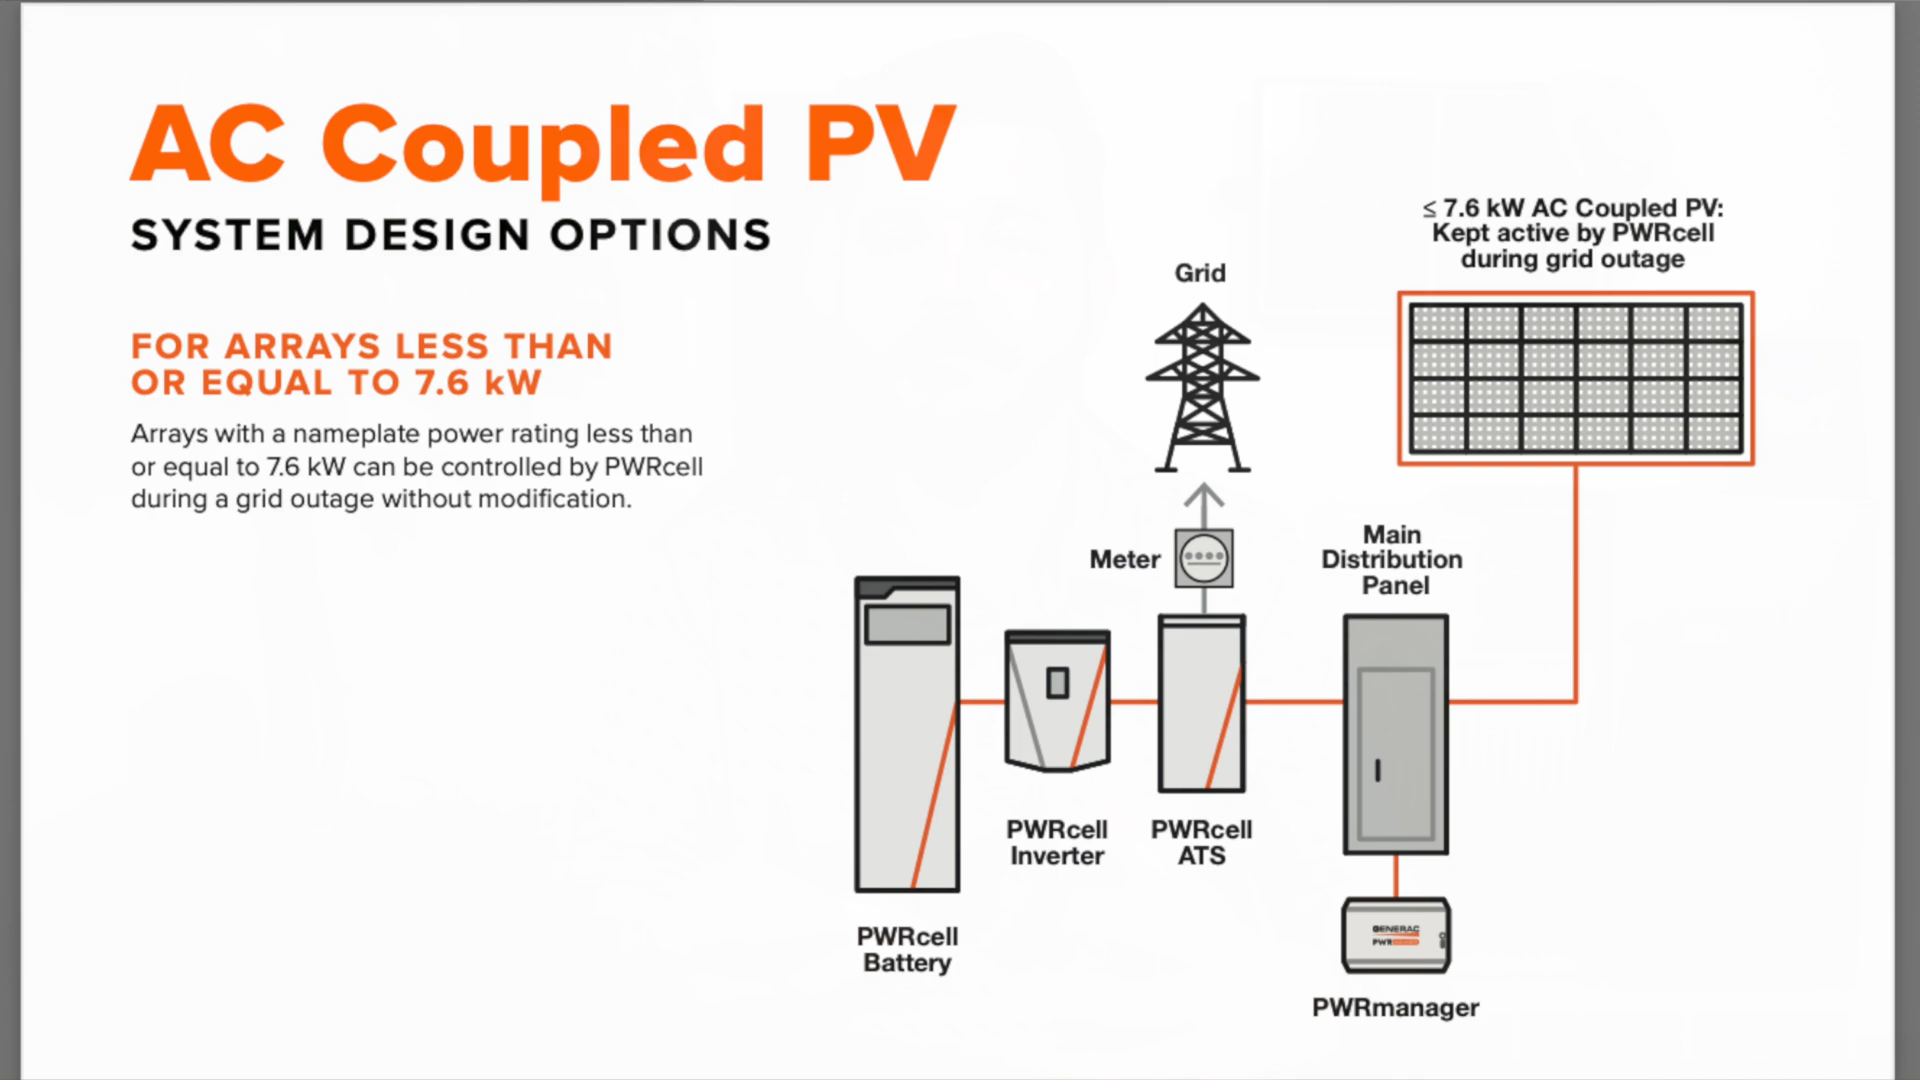 AC Coupled PV
SYSTEM DESIGN OPTIONS
FOR ARRAYS LESS THAN
OR EQUAL TO 7.6 kW
Arrays with a nameplate power rating less than
or equal to 7.6 kW can be controlled by PWRcell
during a grid outage without modification.
≤ 7.6 kW AC Coupled PV:
Kept active by PWRcell
during grid outage
Grid
Meter
Main
Distribution
Panel
PWRcell
Inverter
PWRcell
ATS
PWRcell
Battery
GENERAC
PWRmanager